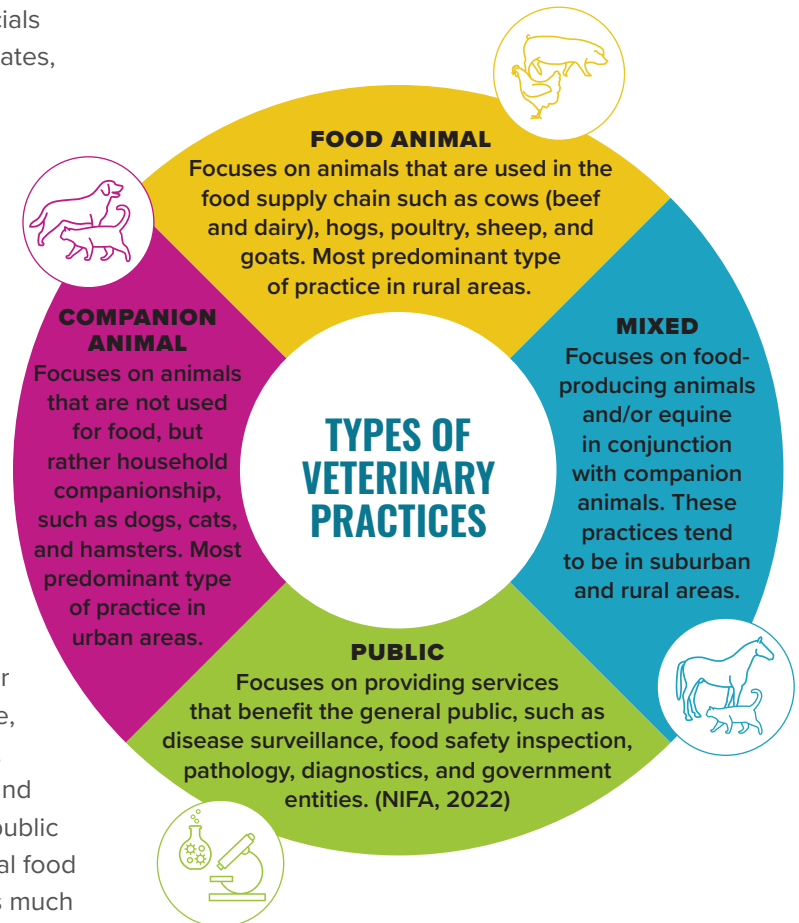 cials
ates,
FOOD ANIMAL
Focuses on animals that are used in the
food supply chain such as cows (beef
and dairy), hogs, poultry, sheep, and
goats. Most predominant type
of practice in rural areas.
COMPANION
ANIMAL
Focuses on animals
that are not used
for food, but
rather household
companionship,
such as dogs, cats,
and hamsters. Most
predominant type
of practice in
urban areas.
TYPES OF
VETERINARY
PRACTICES
MIXED
Focuses on food-
producing animals
and/or equine
in conjunction
with companion
animals. These
practices tend
to be in suburban
and rural areas.
PUBLIC
Focuses on providing services
that benefit the general public, such as
disease surveillance, food safety inspection,
pathology, diagnostics, and government
entities. (NIFA, 2022)
r
e,
nd
public
al food
s much